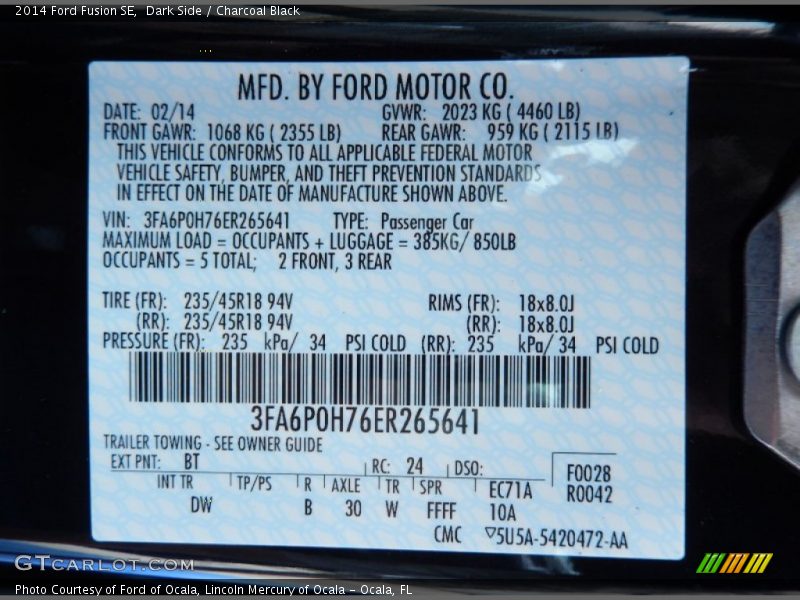 2014 Ford Fusion SE,  Dark Side / Charcoal Black
MFD. BY FORD MOTOR CO.
DATE: 02/14 GVWR: 2023 KG ( 4460 LB)
FRONT GAWR: 1068 KG ( 2355 LB) REAR GAWR: 959 KG ( 2115 LB)
THIS VEHICLE CONFORMS TO ALL APPLICABLE FEDERAL MOTOR
VEHICLE SAFETY, BUMPER, AND THEFT PREVENTION STANDARDS
IN EFFECT ON THE DATE OF MANUFACTURE SHOWN ABOVE.
VIN: 3FA6P0H76ER265641 TYPE: Passenger Car
MAXIMUM LOAD = OCCUPANTS + LUGGAGE = 385KG/ 850LB
OCCUPANTS = 5 TOTAL; 2 FRONT, 3 REAR
TIRE (FR): 235/45R18 94V RIMS (FR): 18x8.0J
(RR): 235/45R18 94V (RR): 18x8.0J
PRESSURE (FR): 235 kPa/ 34 PSI COLD (RR): 235 kPa/ 34 PSI COLD
3FA6P0H76ER265641
TRAILER TOWING - SEE OWNER GUIDE
EXT PNT: BT RC: 24 DSO: F0028
INT TR TP/PS R AXLE TR SPR EC71A R0042
DW B 30 W FFFF 10A
CMC ▽5U5A-5420472-AA
GTCARLOT.COM
Photo Courtesy of Ford of Ocala, Lincoln Mercury of Ocala - Ocala, FL